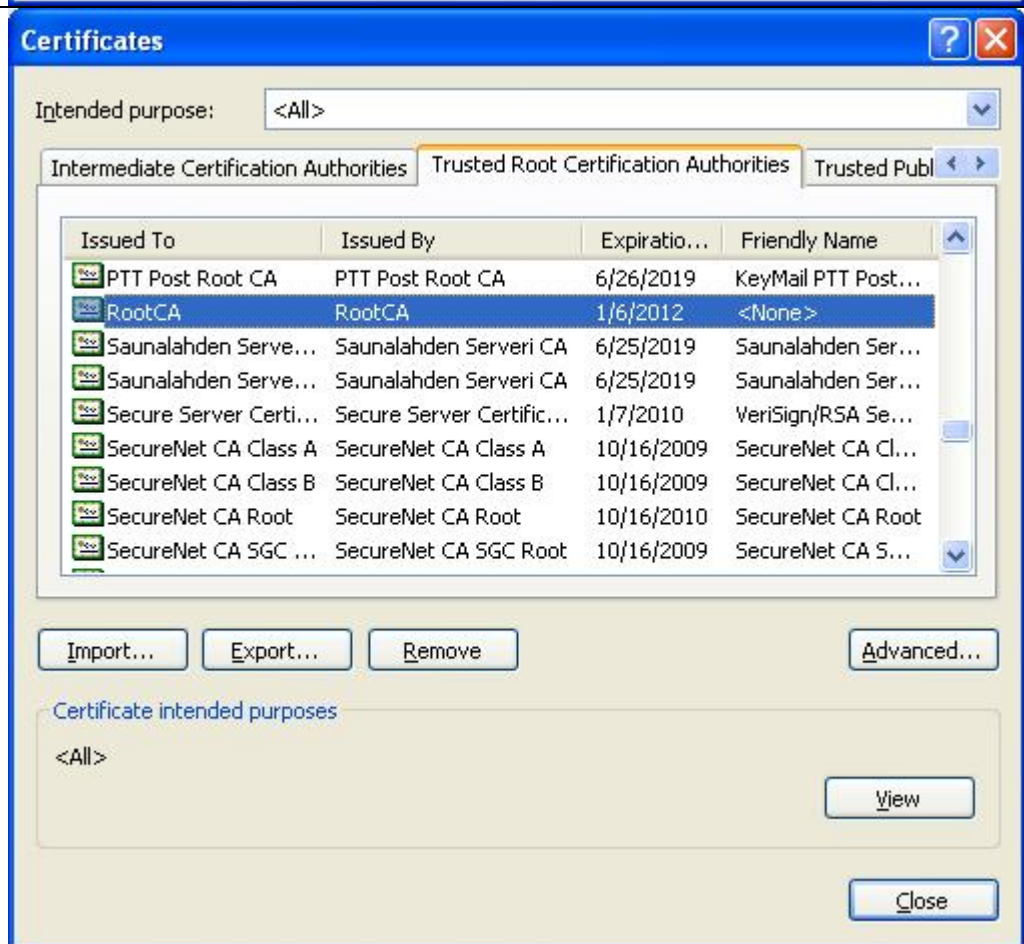 Certificates
Intended purpose: <All>
Intermediate Certification Authorities Trusted Root Certification Authorities Trusted Publ
Issued To Issued By Expiratio... Friendly Name
PTT Post Root CA PTT Post Root CA 6/26/2019 KeyMail PTT Post...
RootCA RootCA 1/6/2012 <None>
Saunalahden Serve... Saunalahden Serveri CA 6/25/2019 Saunalahden Ser...
Saunalahden Serve... Saunalahden Serveri CA 6/25/2019 Saunalahden Ser...
Secure Server Certi... Secure Server Certific... 1/7/2010 VeriSign/RSA Se...
SecureNet CA Class A SecureNet CA Class A 10/16/2009 SecureNet CA Cl...
SecureNet CA Class B SecureNet CA Class B 10/16/2009 SecureNet CA Cl...
SecureNet CA Root SecureNet CA Root 10/16/2010 SecureNet CA Root
SecureNet CA SGC ... SecureNet CA SGC Root 10/16/2009 SecureNet CA S...
Import... Export... Remove Advanced...
Certificate intended purposes
<All>
View
Close